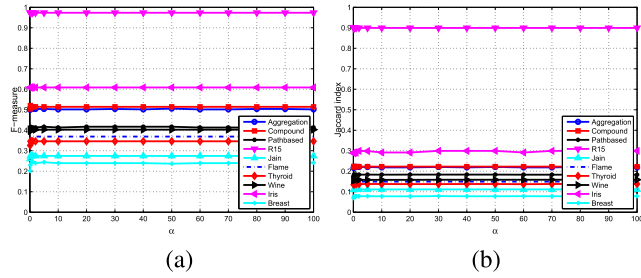 F-measure
1
0.9
0.8
0.7
0.6
0.5
0.4
0.3
0.2
0.1
0
0 10 20 30 40 50 60 70 80 90 100
α
Aggregation
Compound
Pathbased
R15
Jain
Flame
Thyroid
Wine
Iris
Breast
(a)
Jaccard index
1
0.9
0.8
0.7
0.6
0.5
0.4
0.3
0.2
0.1
0
0 10 20 30 40 50 60 70 80 90 100
α
Aggregation
Compound
Pathbased
R15
Jain
Flame
Thyroid
Wine
Iris
Breast
(b)